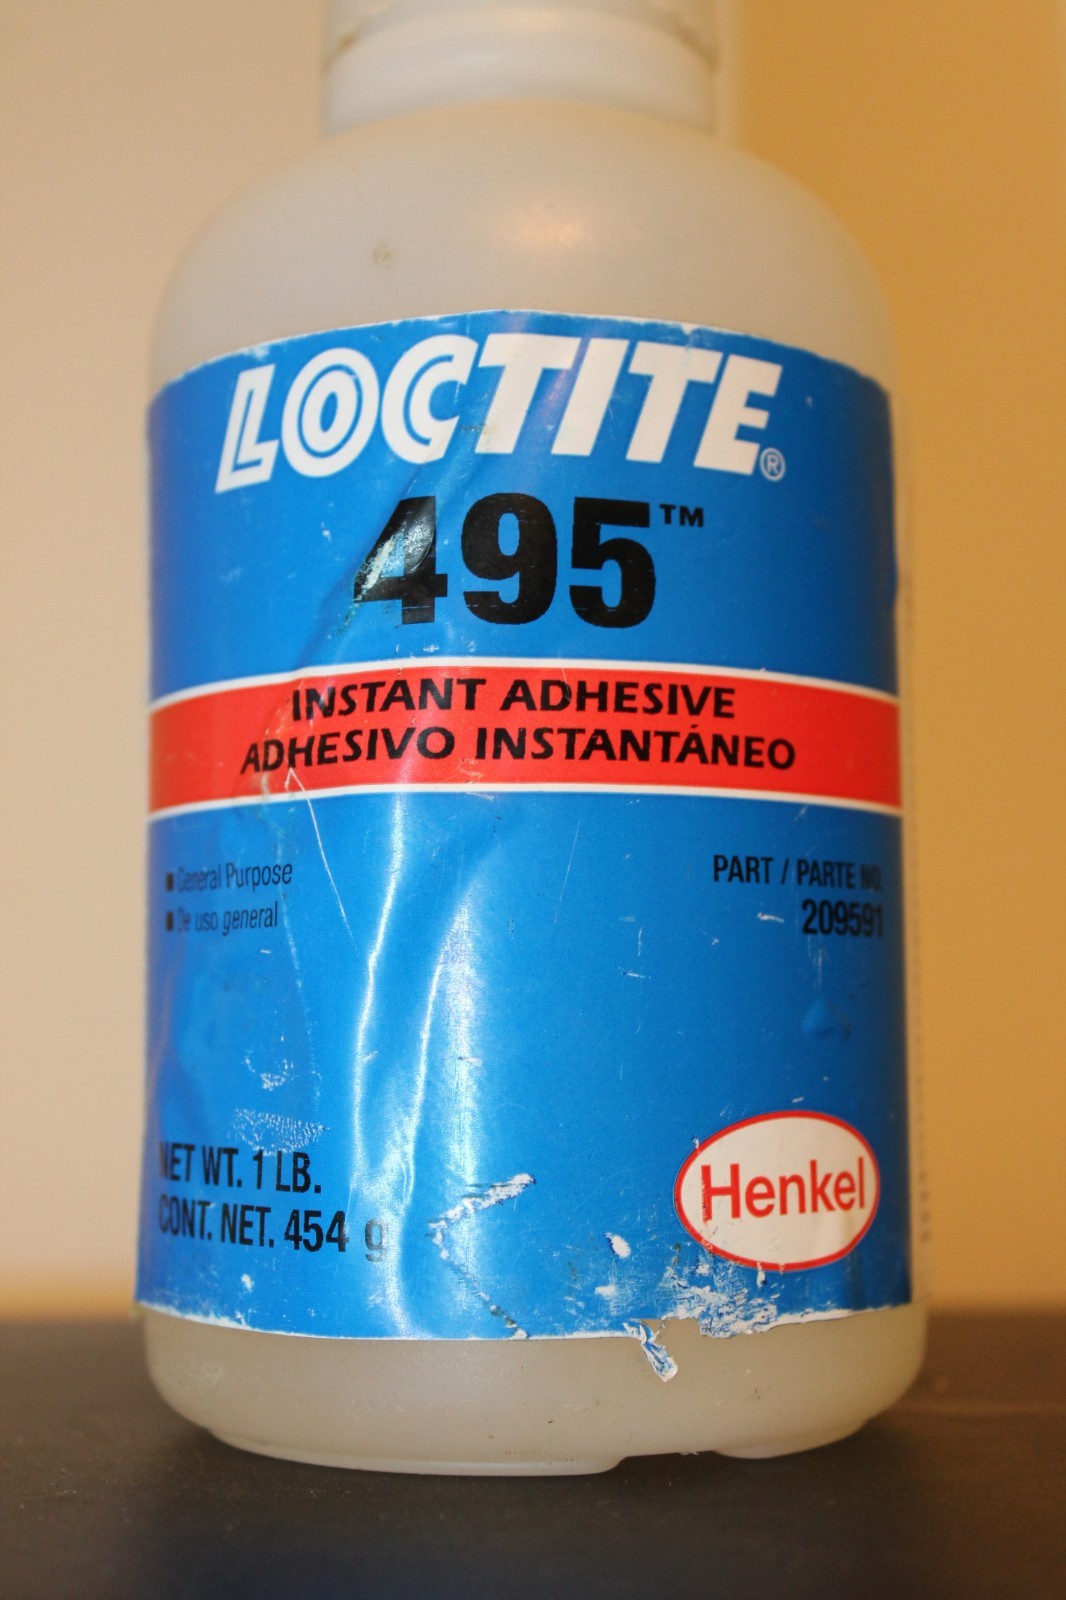 LOCTITE®
495™
INSTANT ADHESIVE
ADHESIVO INSTANTÁNEO
■ General Purpose
■ De uso general
PART / PARTE NO.
209591
NET WT. 1 LB.
CONT. NET. 454 g
Henkel